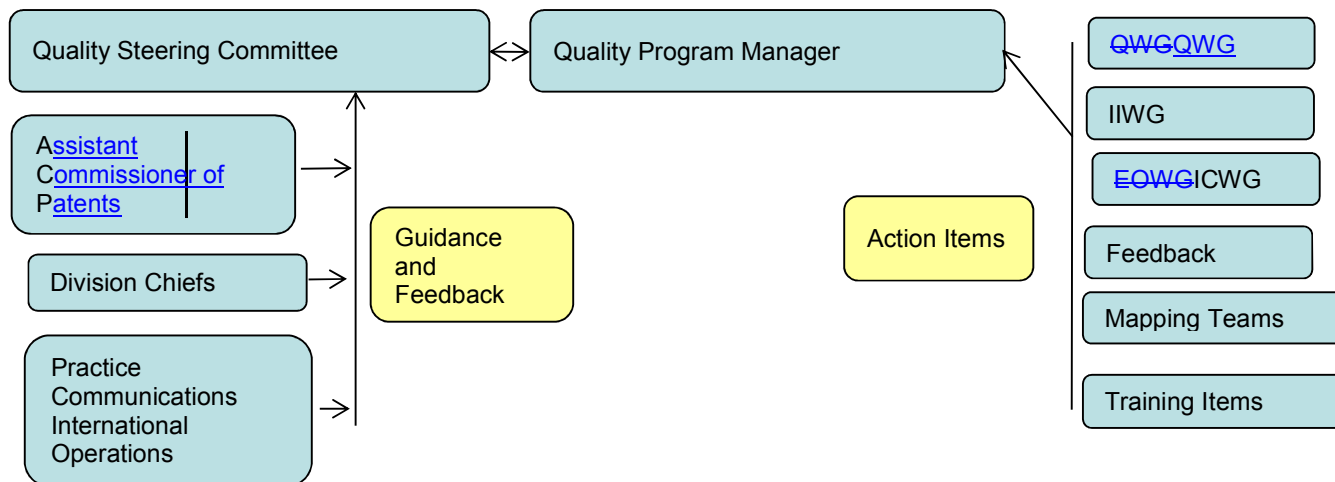 Quality Steering Committee
Quality Program Manager
Assistant
Commissioner of
Patents
Division Chiefs
Practice
Communications
International
Operations
Guidance
and
Feedback
Action Items
QWGQWG
IIWG
EOWGICWG
Feedback
Mapping Teams
Training Items